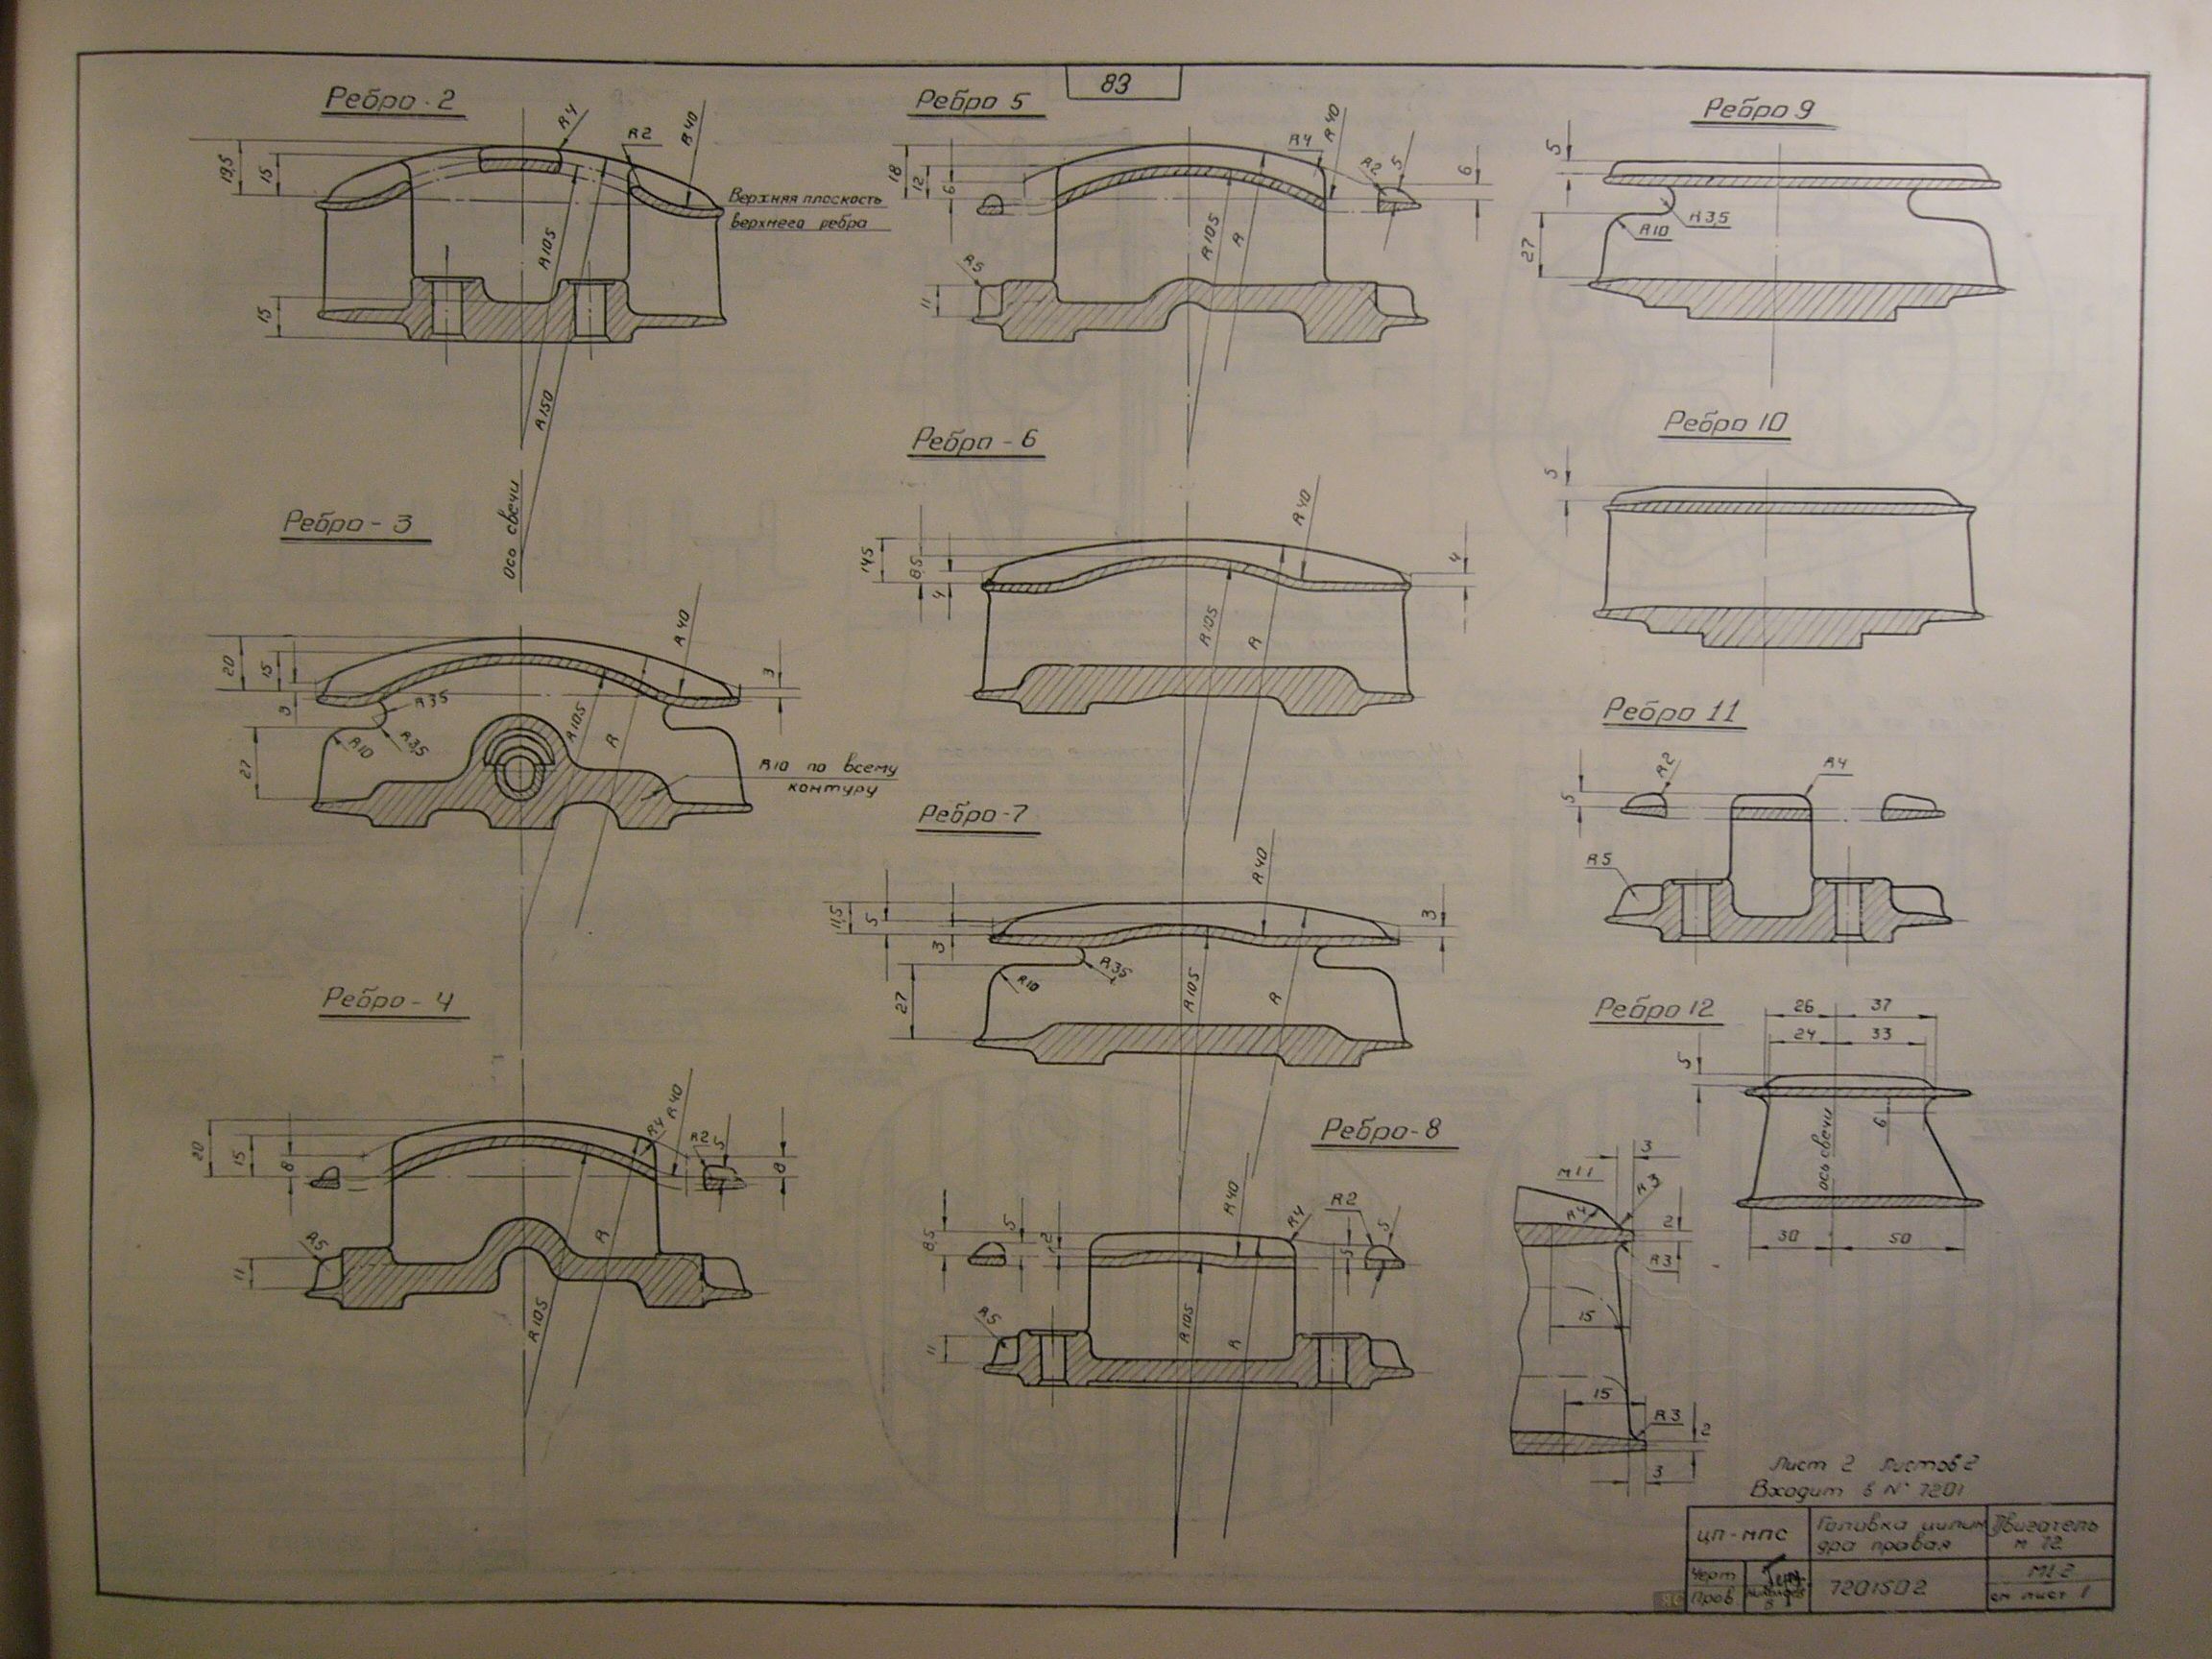 83
Ребро - 2
19,5
15
R4
R2
R40
Верхняя плоскость
верхнего ребра
R105
15
R150
Ось свечи
Ребро - 3
20
15
3
R40
3
R3,5
R10
R3,5
27
R105
R
R10 по всему
контуру
Ребро - 4
20
15
8
R4
R40
R2
5
8
R5
11
R105
R
Ребро 5
18
12
6
R4
R40
R2
5
6
R5
11
R105
R
Ребро - 6
14,5
8,5
4
R40
4
R105
R
Ребро - 7
11,5
5
3
R40
3
R10
R3,5
27
R105
R
Ребро - 8
8,5
5
2
R40
R4
R2
5
5
R5
11
R105
R
Ребро 9
5
R10
R3,5
27
Ребро 10
5
Ребро 11
5
R2
R4
R5
Ребро 12
26 37
24 33
5
6
ось свечи
30 50
М 1:1
3
R3
R4
2
R3
15
15
R3
2
3
Лист 2 Листов 2
Входит в № 7201
ЦП - МПС
Головка цилин
дра правая
Двигатель
М 72
Черт
Пров
7201502
М1:2
см лист 1